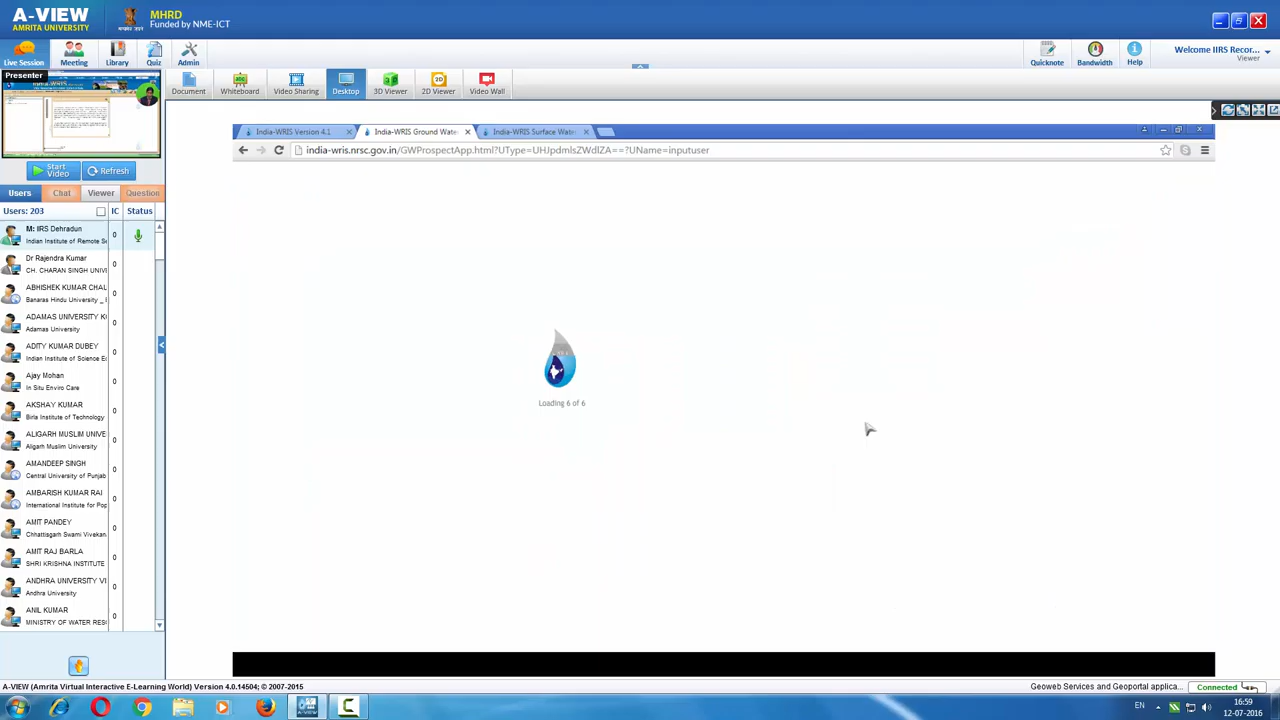 A-VIEW
AMRITA UNIVERSITY
MHRD
Funded by NME-ICT
Live Session
Meeting
Library
Quiz
Admin
Quicknote
Bandwidth
Help
Welcome IIRS Recor...
Viewer
Presenter
Document
Whiteboard
Video Sharing
Desktop
3D Viewer
2D Viewer
Video Wall
India-WRIS Version 4.1
India-WRIS Ground Wate
India-WRIS Surface Wate
india-wris.nrsc.gov.in/GWProspectApp.html?UType=UHJpdmlsZWdlZA==?UName=inputuser
Start Video
Refresh
Users
Chat
Viewer
Question
Users: 203
IC
Status
M: IIRS Dehradun
Indian Institute of Remote Se
0
Dr Rajendra Kumar
CH. CHARAN SINGH UNIVE
0
ABHISHEK KUMAR CHAU
Banaras Hindu University _ B
0
ADAMAS UNIVERSITY KO
Adamas University
0
ADITY KUMAR DUBEY
Indian Institute of Science Ed
0
Ajay Mohan
In Situ Enviro Care
0
AKSHAY KUMAR
Birla Institute of Technology
0
ALIGARH MUSLIM UNIVE
Aligarh Muslim University
0
AMANDEEP SINGH
Central University of Punjab
0
AMBARISH KUMAR RAI
International Institute for Pop
0
AMIT PANDEY
Chhattisgarh Swami Vivekan
0
AMIT RAJ BARLA
SHRI KRISHNA INSTITUTE
0
ANDHRA UNIVERSITY VI
Andhra University
0
ANIL KUMAR
MINISTRY OF WATER RESO
0
Loading 6 of 6
A-VIEW (Amrita Virtual Interactive E-Learning World) Version 4.0.14504; © 2007-2015
Geoweb Services and Geoportal applica...
Connected
EN
16:59
12-07-2016